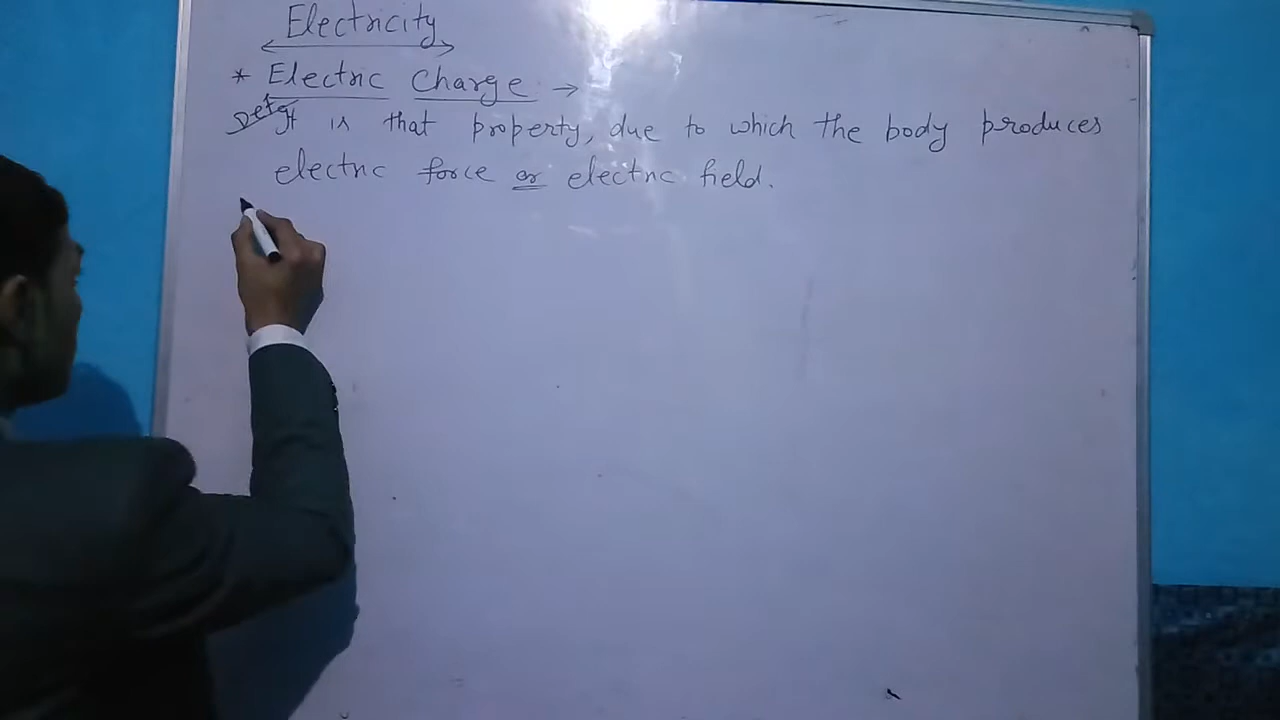 Electricity
* Electric Charge →
Defⁿ It is that property, due to which the body produces
electric force or electric field.